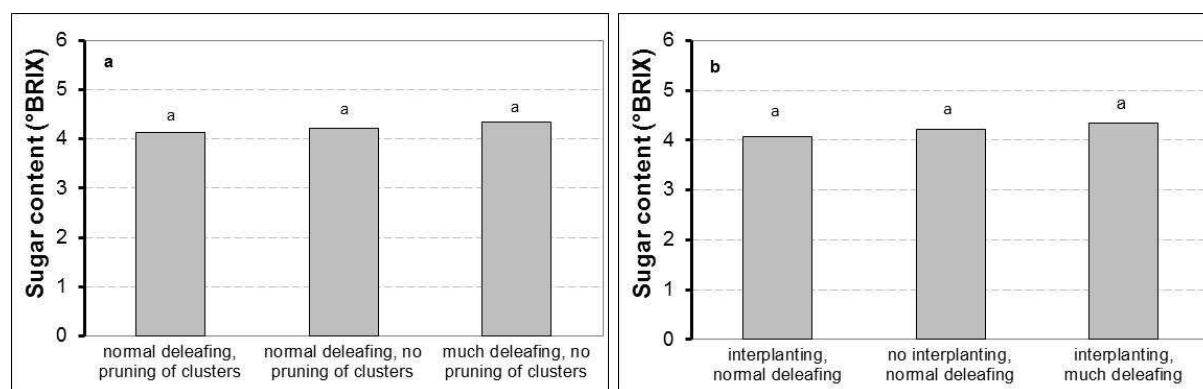 a
Sugar content (°BRIX)
6
5
4
3
2
1
0
a
a
a
normal deleafing,
pruning of clusters
normal deleafing, no
pruning of clusters
much deleafing, no
pruning of clusters
b
Sugar content (°BRIX)
6
5
4
3
2
1
0
a
a
a
interplanting,
normal deleafing
no interplanting,
normal deleafing
interplanting,
much deleafing